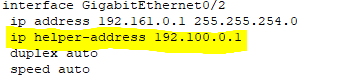 interface GigabitEthernet0/2
ip address 192.161.0.1 255.255.254.0
ip helper-address 192.100.0.1
duplex auto
speed auto